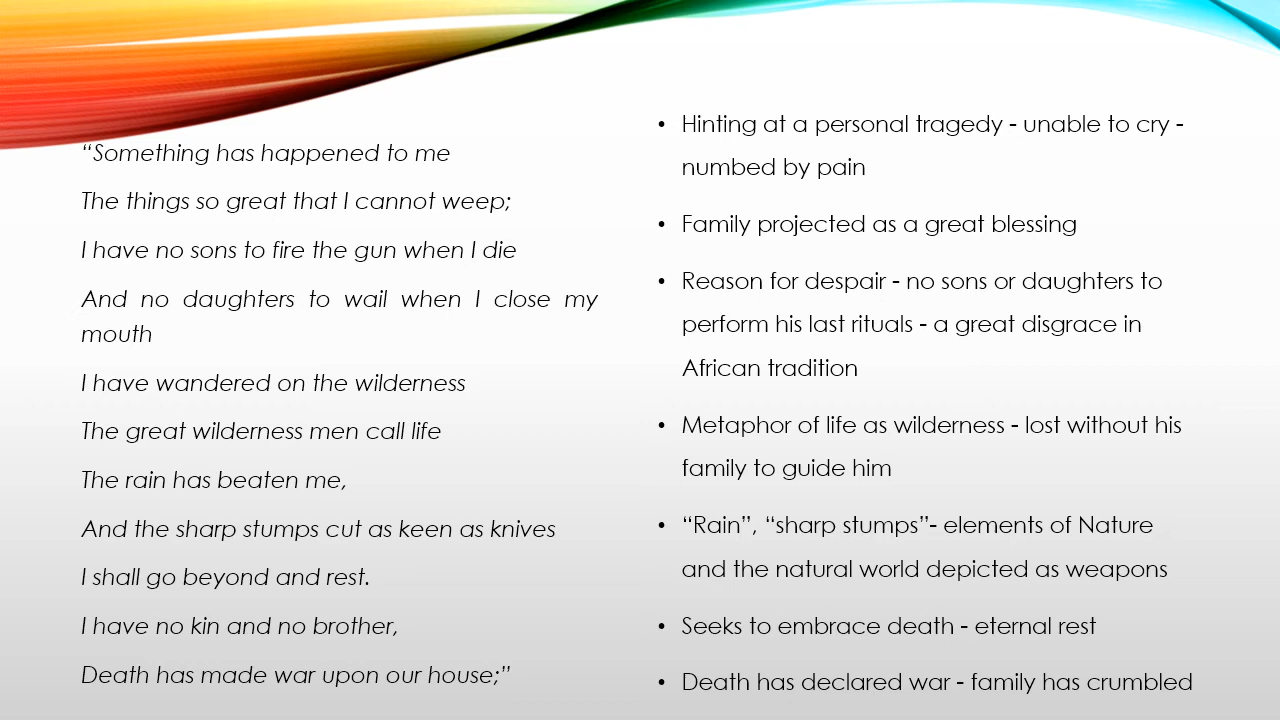 “Something has happened to me
The things so great that I cannot weep;
I have no sons to fire the gun when I die
And no daughters to wail when I close my
mouth
I have wandered on the wilderness
The great wilderness men call life
The rain has beaten me,
And the sharp stumps cut as keen as knives
I shall go beyond and rest.
I have no kin and no brother,
Death has made war upon our house;”
• Hinting at a personal tragedy - unable to cry -
numbed by pain
• Family projected as a great blessing
• Reason for despair - no sons or daughters to
perform his last rituals - a great disgrace in
African tradition
• Metaphor of life as wilderness - lost without his
family to guide him
• “Rain”, “sharp stumps”- elements of Nature
and the natural world depicted as weapons
• Seeks to embrace death - eternal rest
• Death has declared war - family has crumbled